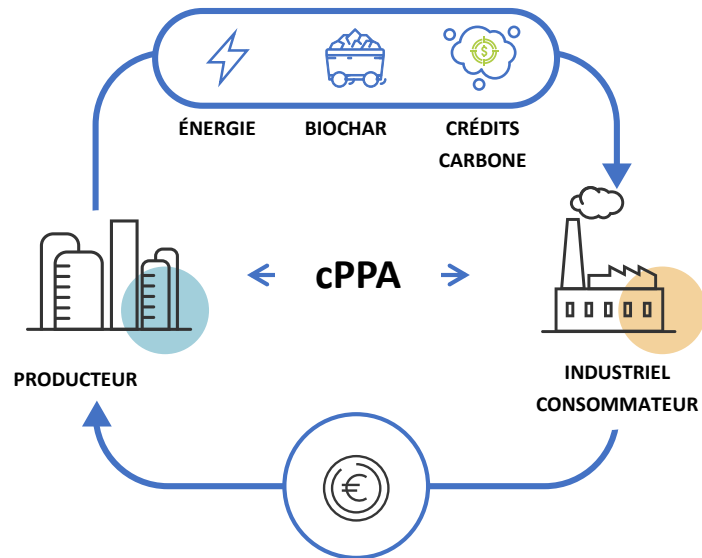 $
ÉNERGIE
BIOCHAR
CRÉDITS
CARBONE
cPPA
PRODUCTEUR
INDUSTRIEL
CONSOMMATEUR
€